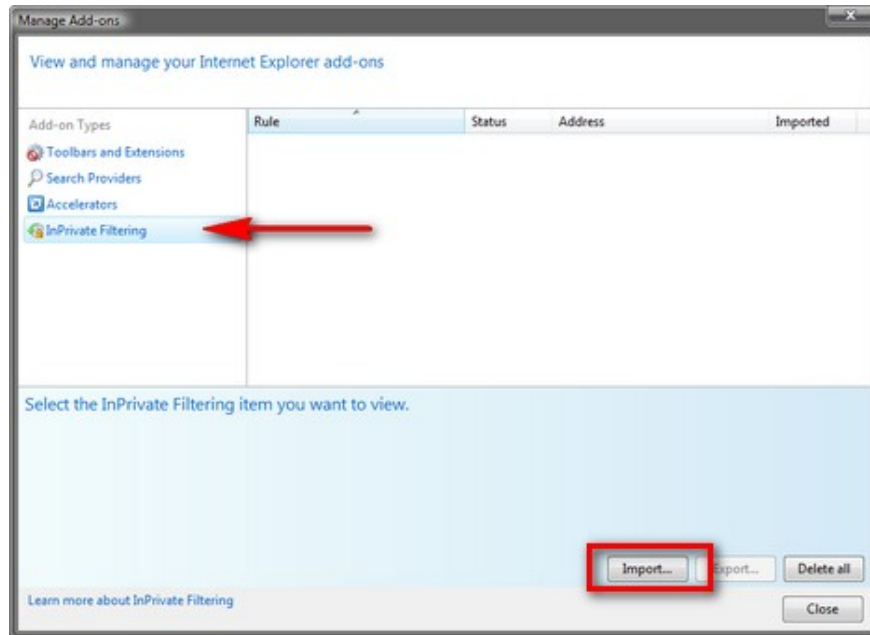 Manage Add-ons
View and manage your Internet Explorer add-ons
Add-on Types
Toolbars and Extensions
Search Providers
Accelerators
InPrivate Filtering
Rule Status Address Imported
Select the InPrivate Filtering item you want to view.
Import... Export... Delete all
Learn more about InPrivate Filtering
Close